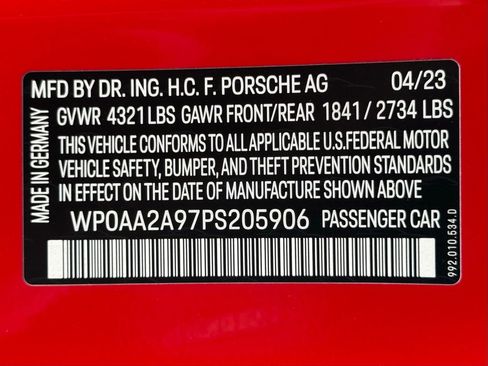 MFD BY DR. ING. H.C. F. PORSCHE AG 04/23
GVWR 4321 LBS GAWR FRONT/REAR 1841 / 2734 LBS
THIS VEHICLE CONFORMS TO ALL APPLICABLE U.S.FEDERAL MOTOR
VEHICLE SAFETY, BUMPER, AND THEFT PREVENTION STANDARDS
IN EFFECT ON THE DATE OF MANUFACTURE SHOWN ABOVE
WP0AA2A97PS205906 PASSENGER CAR
MADE IN GERMANY
992.010.534.0